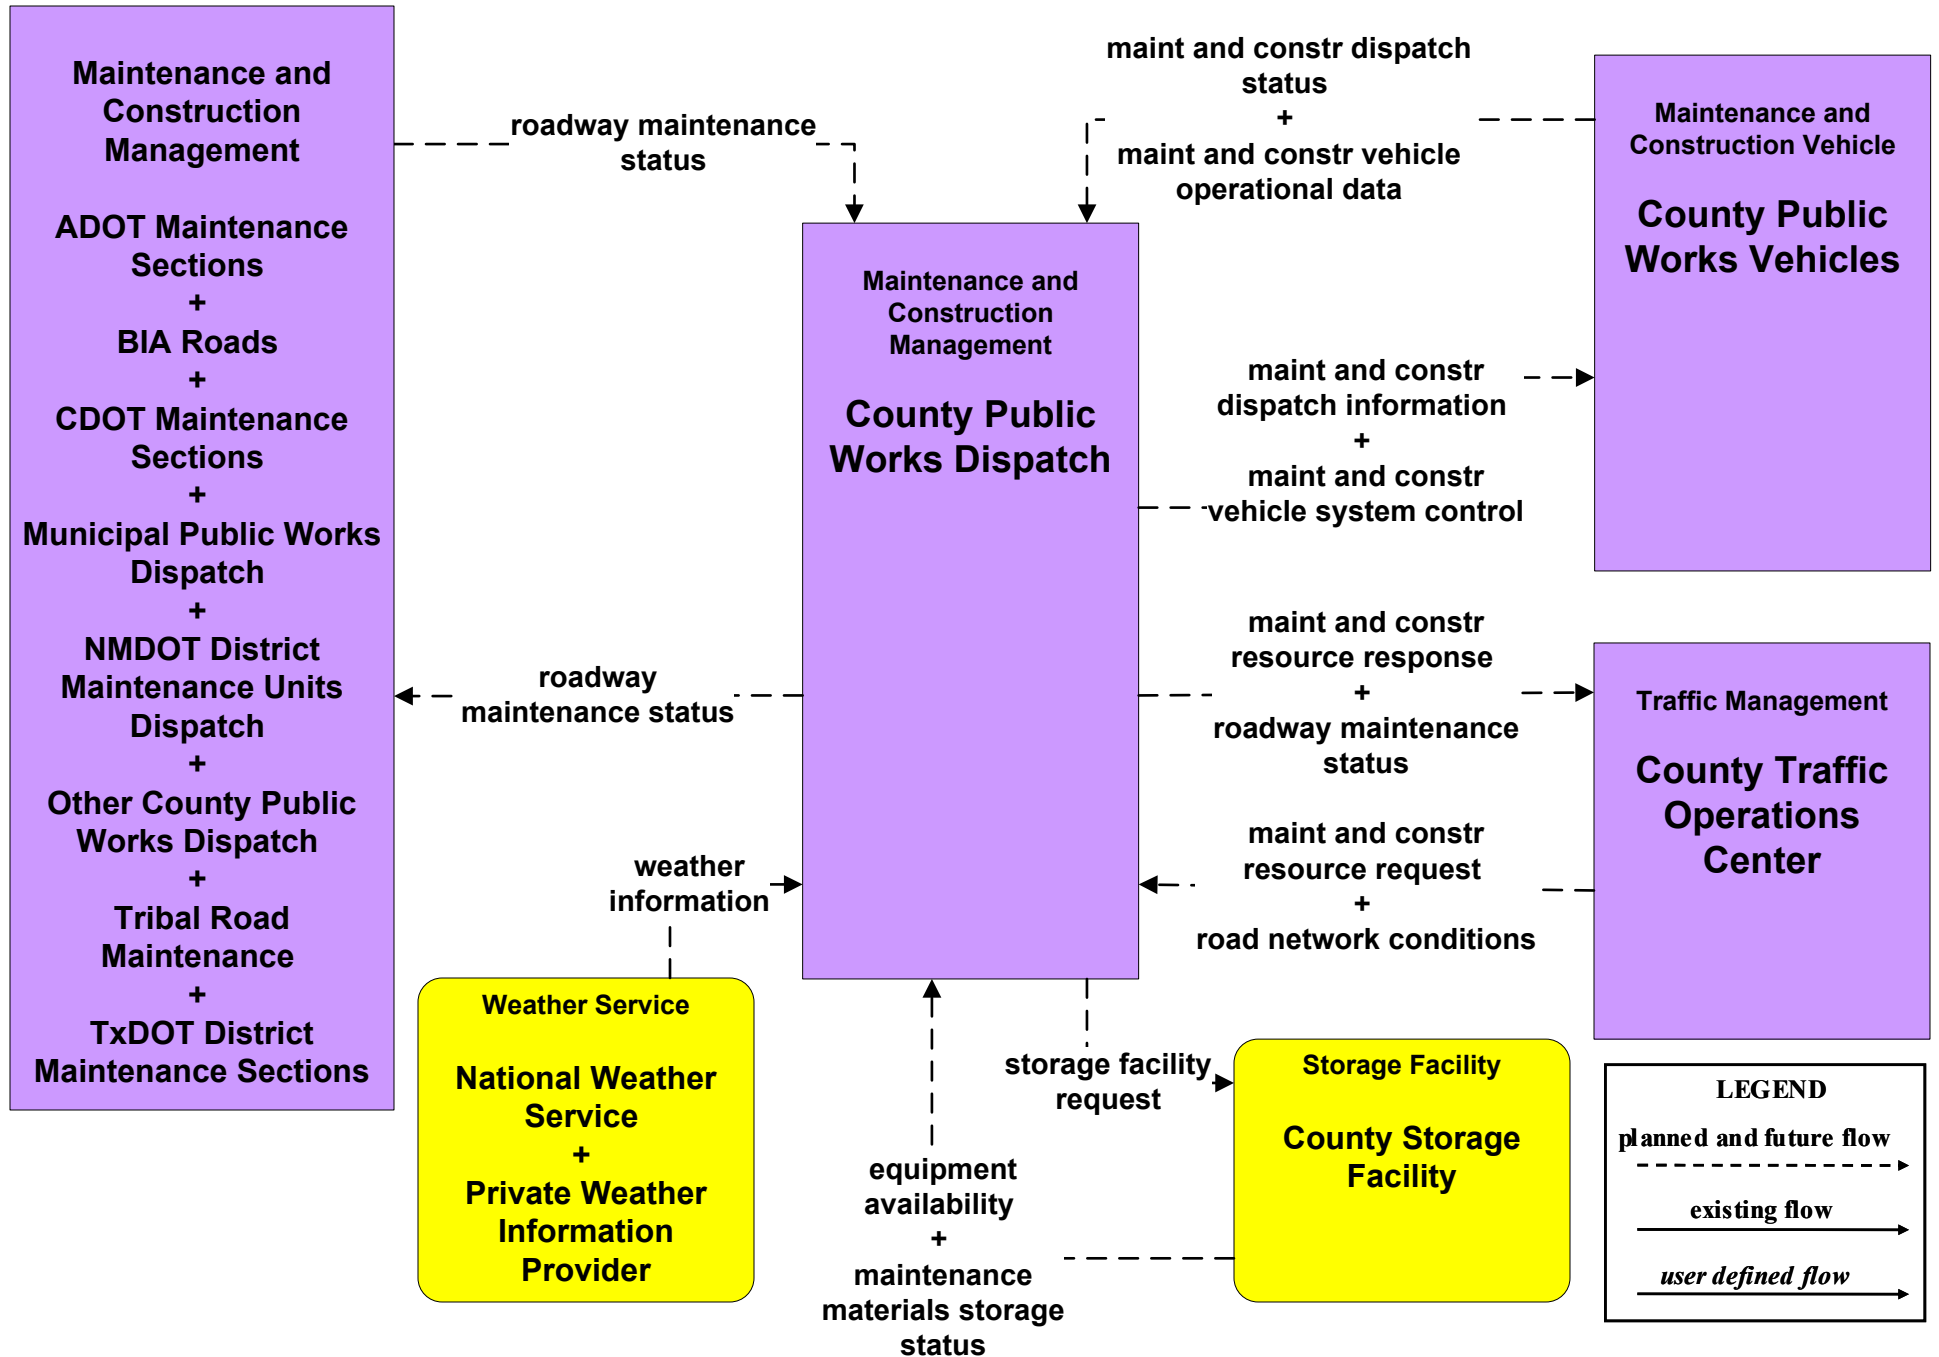 Maintenance and
Construction
Management
ADOT Maintenance
Sections
+
BIA Roads
+
CDOT Maintenance
Sections
+
Municipal Public Works
Dispatch
+
NMDOT District
Maintenance Units
Dispatch
+
Other County Public
Works Dispatch
+
Tribal Road
Maintenance
+
TxDOT District
Maintenance Sections
roadway maintenance
status
roadway
maintenance status
weather
information
Weather Service
National Weather
Service
+
Private Weather
Information
Provider
Maintenance and
Construction
Management
County Public
Works Dispatch
maint and constr dispatch
status
+
maint and constr vehicle
operational data
maint and constr
dispatch information
+
maint and constr
vehicle system control
maint and constr
resource response
+
roadway maintenance
status
maint and constr
resource request
+
road network conditions
storage facility
request
equipment
availability
+
maintenance
materials storage
status
Maintenance and
Construction Vehicle
County Public
Works Vehicles
Traffic Management
County Traffic
Operations
Center
Storage Facility
County Storage
Facility
LEGEND
planned and future flow
existing flow
user defined flow